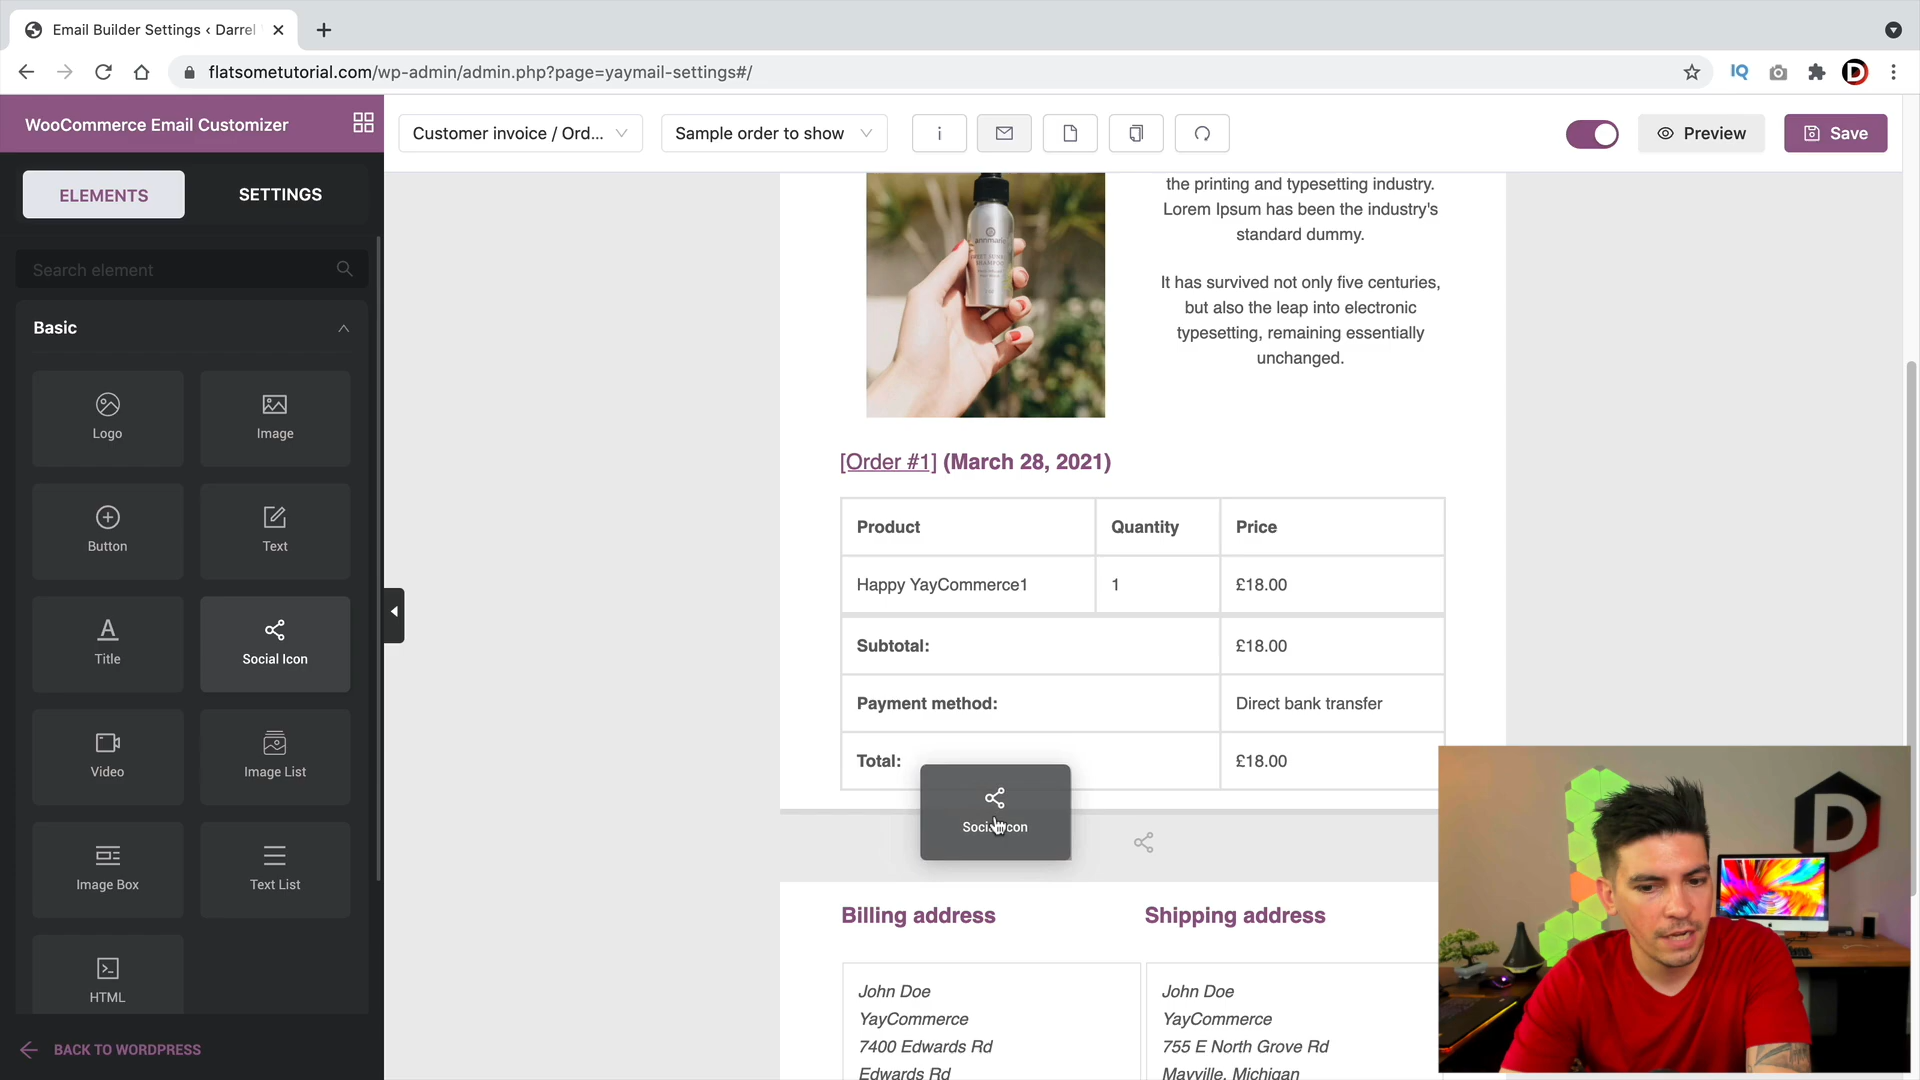 Email Builder Settings ‹ Darrel
flatsometutorial.com/wp-admin/admin.php?page=yaymail-settings#/
IQ
D
WooCommerce Email Customizer
Customer invoice / Ord...
Sample order to show
i
Preview
Save
ELEMENTS
SETTINGS
Search element
Basic
Logo
Image
Button
Text
Title
Social Icon
Video
Image List
Image Box
Text List
HTML
BACK TO WORDPRESS
the printing and typesetting industry.
Lorem Ipsum has been the industry's
standard dummy.
It has survived not only five centuries,
but also the leap into electronic
typesetting, remaining essentially
unchanged.
annmarie
[Order #1] (March 28, 2021)
Product Quantity Price
Happy YayCommerce1 1 £18.00
Subtotal: £18.00
Payment method: Direct bank transfer
Total: £18.00
Billing address
Shipping address
John Doe
YayCommerce
7400 Edwards Rd
Edwards Rd
John Doe
YayCommerce
755 E North Grove Rd
Mayville, Michigan
D